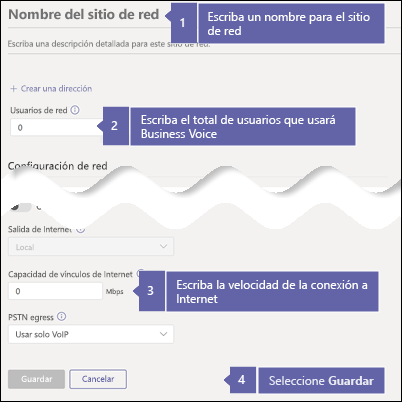 Nombre del sitio de red
1 Escriba un nombre para el sitio
de red
Escriba una descripción detallada para este sitio de red.
+ Crear una dirección
Usuarios de red
0
2 Escriba el total de usuarios que usará
Business Voice
Configuración de red
Salida de Internet
Local
Capacidad de vínculos de Internet
0 Mbps
3 Escriba la velocidad de la conexión a
Internet
PSTN egress
Usar solo VoIP
Guardar Cancelar
4 Seleccione Guardar